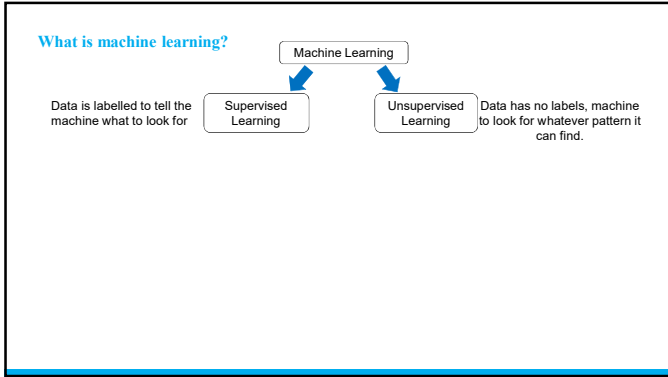 What is machine learning?
Machine Learning
Data is labelled to tell the
machine what to look for
Supervised
Learning
Unsupervised
Learning
Data has no labels, machine
to look for whatever pattern it
can find.